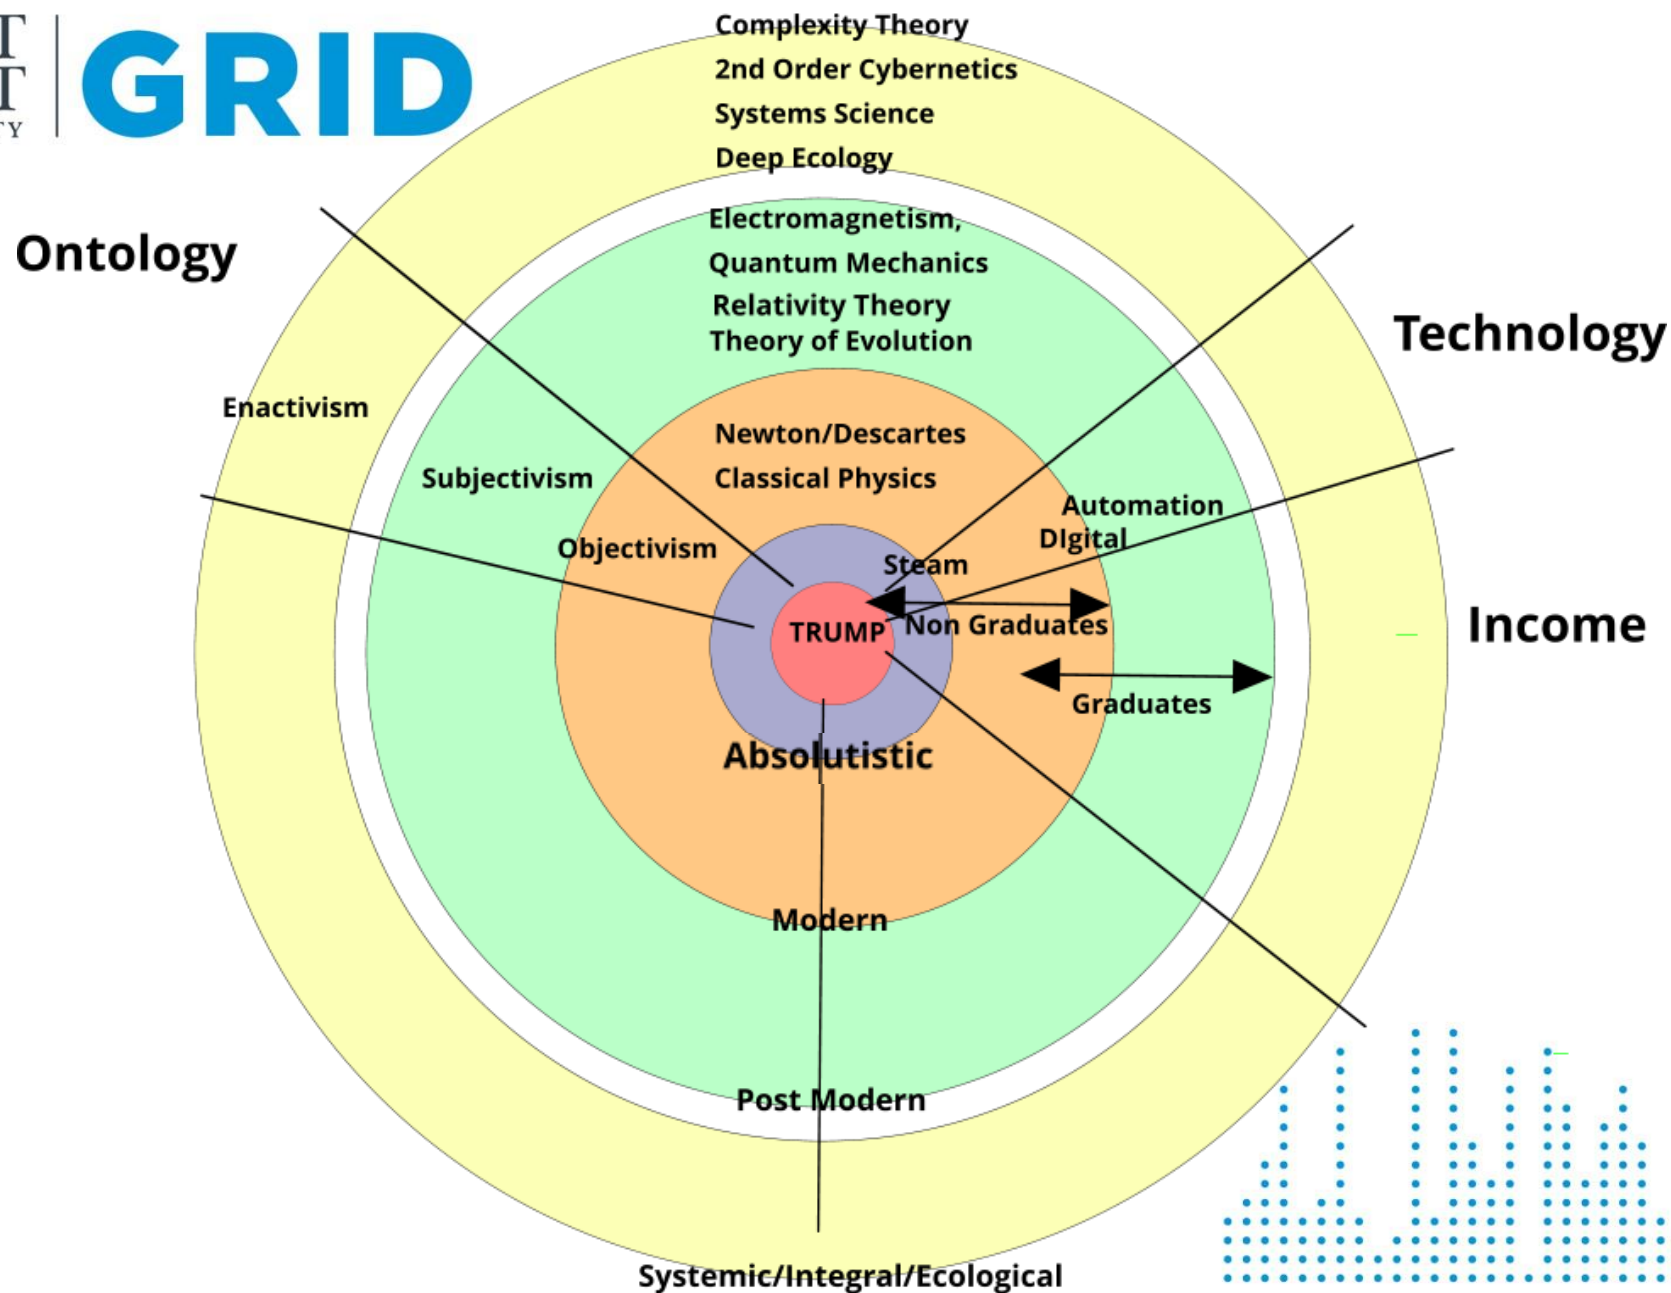 T
T
TY
GRID
Complexity Theory
2nd Order Cybernetics
Systems Science
Deep Ecology
Electromagnetism,
Quantum Mechanics
Relativity Theory
Theory of Evolution
Ontology
Technology
Enactivism
Newton/Descartes
Subjectivism
Classical Physics
Automation
DIgital
Objectivism
Steam
TRUMP
Non Graduates
Income
Graduates
Absolutistic
Modern
Post Modern
Systemic/Integral/Ecological